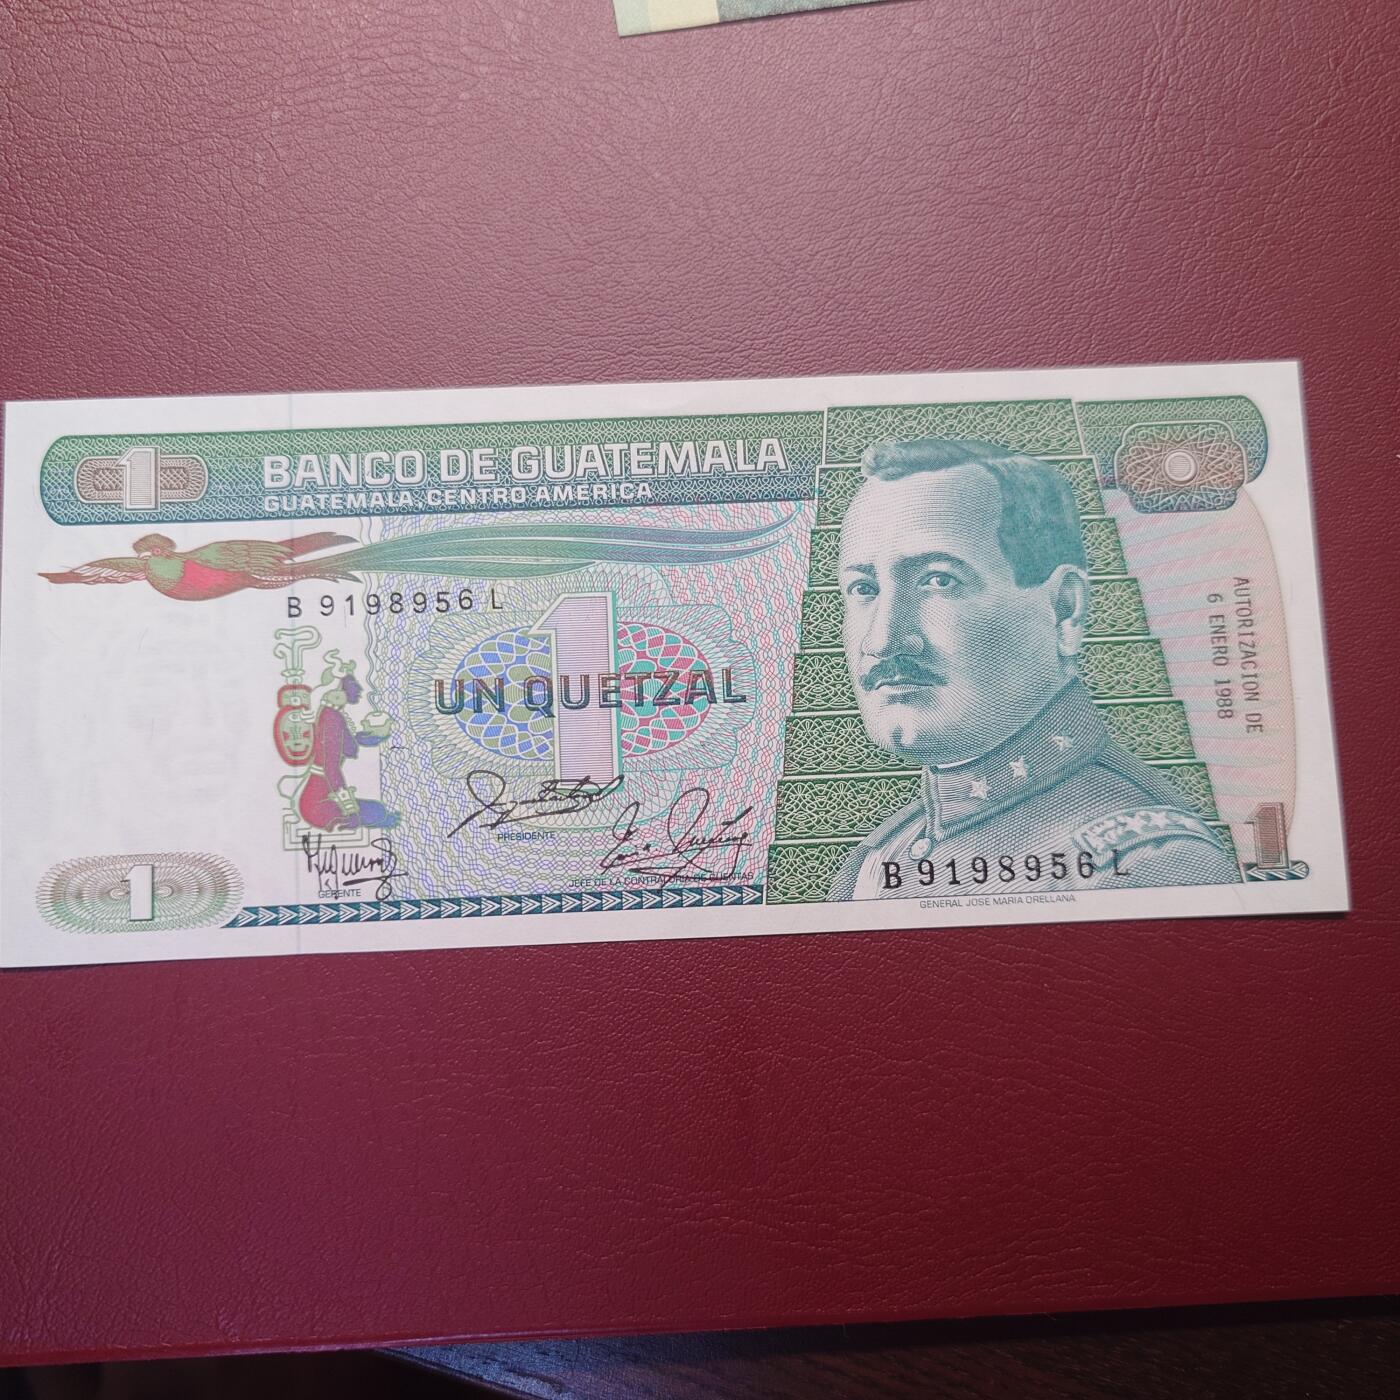 1
BANCO DE GUATEMALA
GUATEMALA, CENTRO AMERICA
B 9198956 L
1
UN QUETZAL
AUTORIZACION DE
6 ENERO 1988
PRESIDENTE
JEFE DE LA CONTRALORIA DE CUENTAS
GERENTE
1
B 9198956 L
1
GENERAL JOSE MARIA ORELLANA